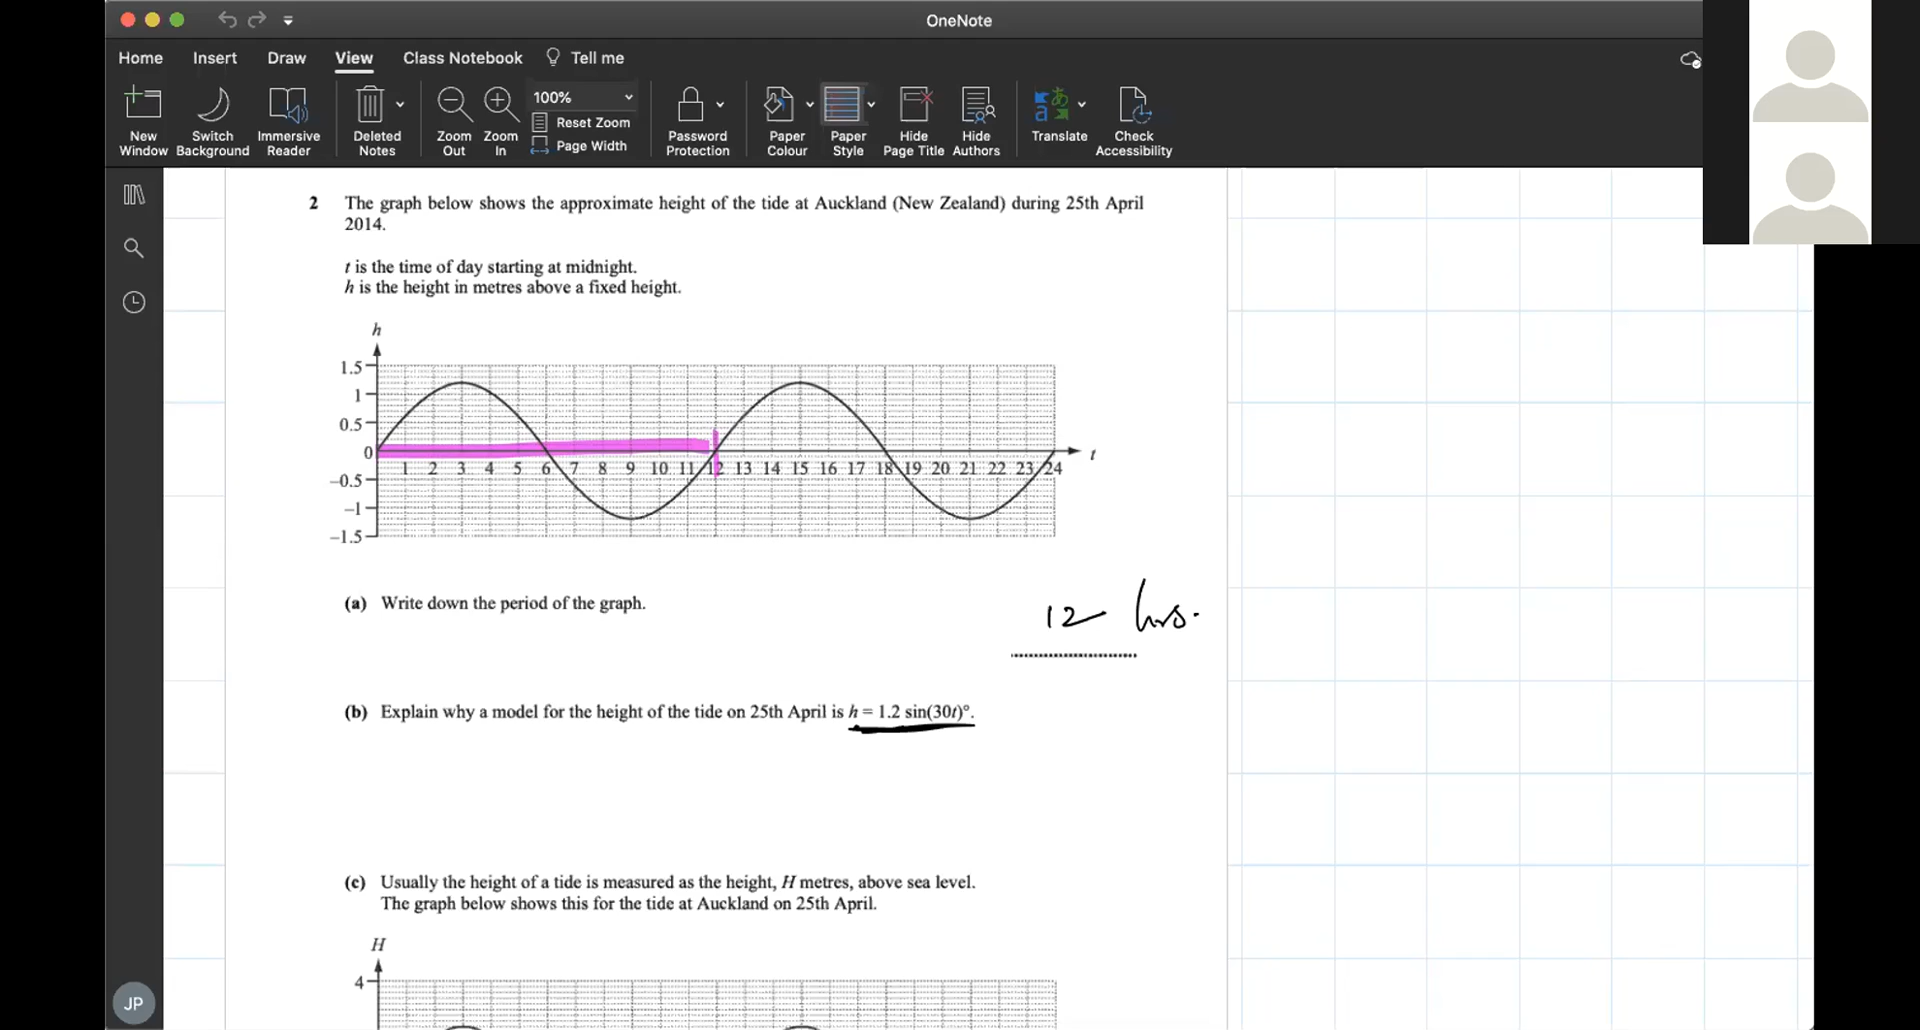 OneNote
Home Insert Draw View Class Notebook Tell me
100%
Reset Zoom
Page Width
New Window
Switch Background
Immersive Reader
Deleted Notes
Zoom Out
Zoom In
Password Protection
Paper Colour
Paper Style
Hide Page Title
Hide Authors
Translate
Check Accessibility
2 The graph below shows the approximate height of the tide at Auckland (New Zealand) during 25th April
2014.
t is the time of day starting at midnight.
h is the height in metres above a fixed height.
h
1.5
1
0.5
0
1 2 3 4 5 6 7 8 9 10 11 12 13 14 15 16 17 18 19 20 21 22 23 24
t
−0.5
−1
−1.5
(a) Write down the period of the graph.
12 hrs.
(b) Explain why a model for the height of the tide on 25th April is h = 1.2 sin(30t)°.
(c) Usually the height of a tide is measured as the height, H metres, above sea level.
The graph below shows this for the tide at Auckland on 25th April.
H
4
JP